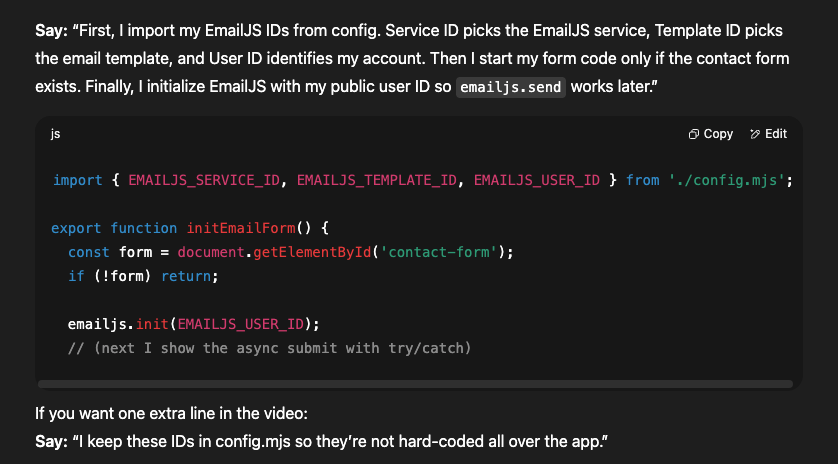 Say: “First, I import my EmailJS IDs from config. Service ID picks the EmailJS service, Template ID picks
the email template, and User ID identifies my account. Then I start my form code only if the contact form
exists. Finally, I initialize EmailJS with my public user ID so emailjs.send works later.”
js Copy Edit
import { EMAILJS_SERVICE_ID, EMAILJS_TEMPLATE_ID, EMAILJS_USER_ID } from './config.mjs';
export function initEmailForm() {
const form = document.getElementById('contact-form');
if (!form) return;
emailjs.init(EMAILJS_USER_ID);
// (next I show the async submit with try/catch)
If you want one extra line in the video:
Say: “I keep these IDs in config.mjs so they’re not hard-coded all over the app.”